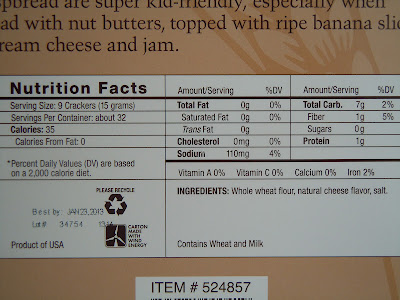 spbread are super kid-friendly, especially when
ad with nut butters, topped with ripe banana slic
ream cheese and jam.
Nutrition Facts
Serving Size: 9 Crackers (15 grams)
Servings Per Container: about 32
Calories: 35
Calories From Fat: 0
*Percent Daily Values (DV) are based
on a 2,000 calorie diet.
Amount/Serving %DV
Total Fat 0g 0%
Saturated Fat 0g 0%
Trans Fat 0g
Cholesterol 0mg 0%
Sodium 110mg 4%
Amount/Serving %DV
Total Carb. 7g 2%
Fiber 1g 5%
Sugars 0g
Protein 1g
Vitamin A 0% Vitamin C 0% Calcium 0% Iron 2%
INGREDIENTS: Whole wheat flour, natural cheese flavor, salt.
Contains Wheat and Milk
PLEASE RECYCLE
Best by: JAN,23,2013
Lot# 34754
CARTON
MADE WITH
WIND
ENERGY
Product of USA
ITEM # 524857